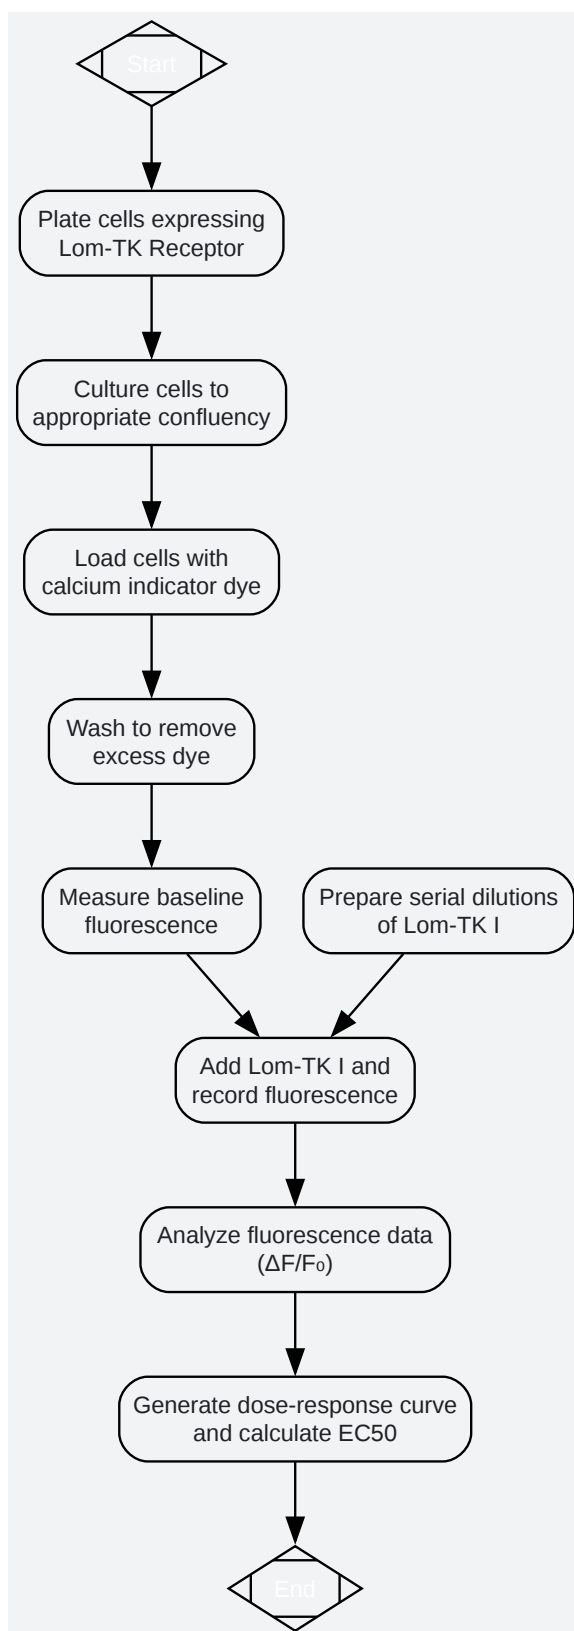 Start
Plate cells expressing
Lom-TK Receptor
Culture cells to
appropriate confluency
Load cells with
calcium indicator dye
Wash to remove
excess dye
Measure baseline
fluorescence
Prepare serial dilutions
of Lom-TK I
Add Lom-TK I and
record fluorescence
Analyze fluorescence data
(ΔF/F₀)
Generate dose-response curve
and calculate EC50
End